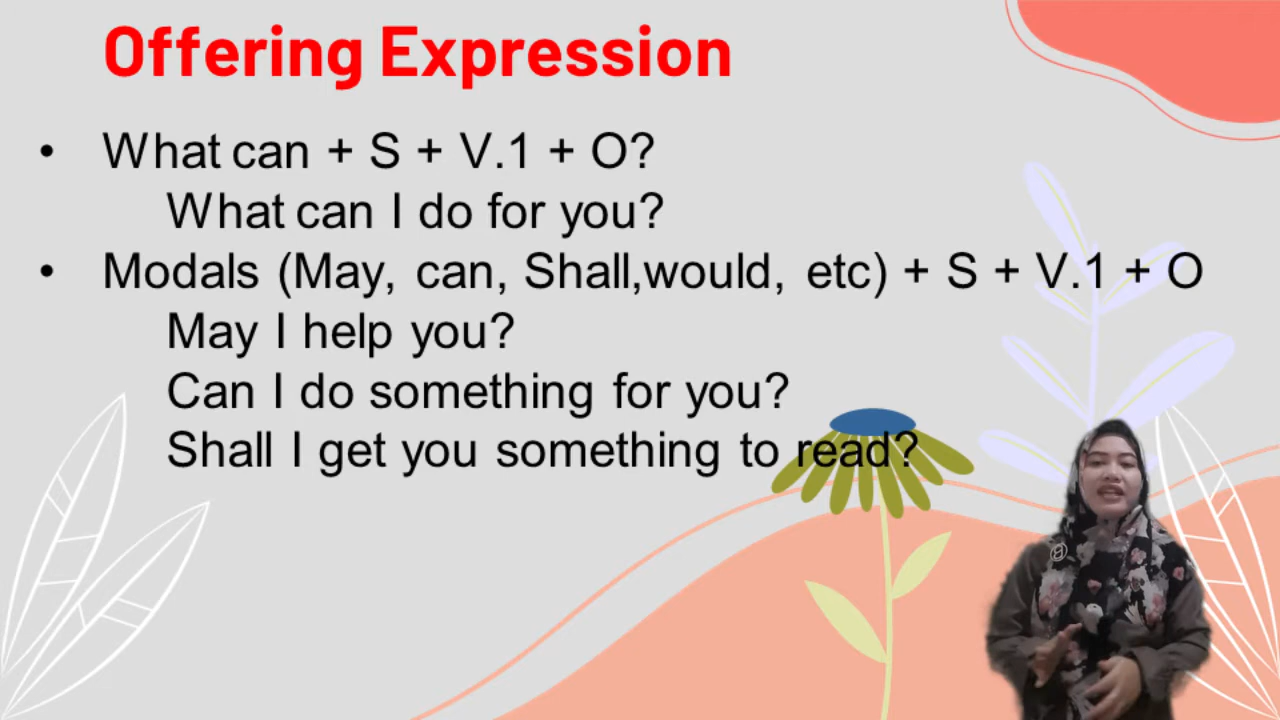 Offering Expression
• What can + S + V.1 + O?
What can I do for you?
• Modals (May, can, Shall,would, etc) + S + V.1 + O
May I help you?
Can I do something for you?
Shall I get you something to read?